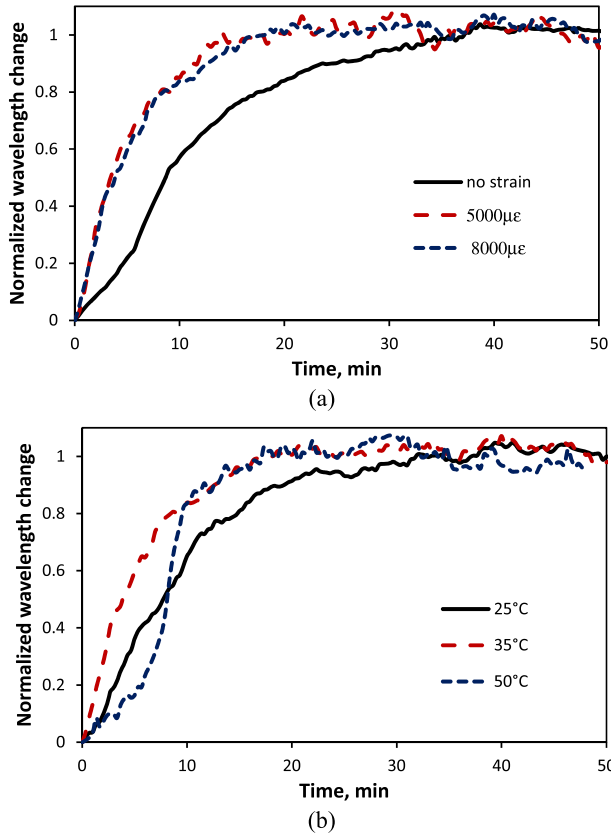 Normalized wavelength change
1
0.8
0.6
0.4
0.2
0
no strain
5000με
8000με
0 10 20 30 40 50
Time, min
(a)
Normalized wavelength change
1
0.8
0.6
0.4
0.2
0
25°C
35°C
50°C
0 10 20 30 40 50
Time, min
(b)